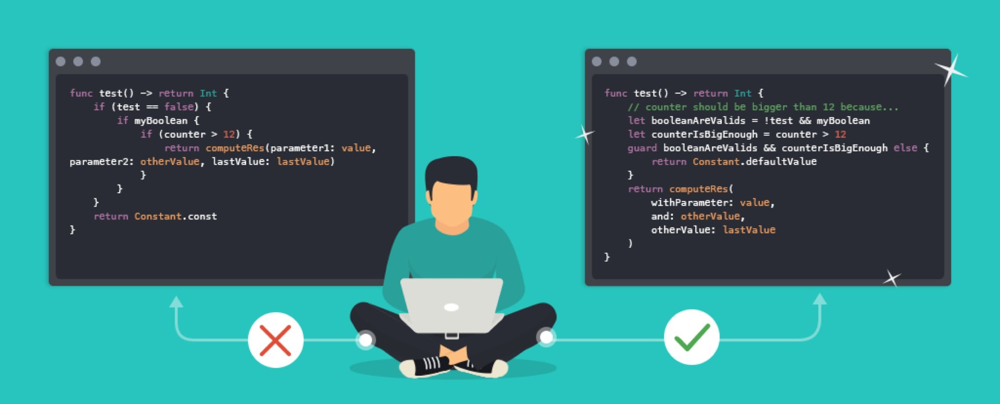 func test() -> return Int {
if (test == false) {
if myBoolean {
if (counter > 12) {
return computeRes(parameter1: value,
parameter2: otherValue, lastValue: lastValue)
}
}
}
return Constant.const
}
func test() -> return Int {
// counter should be bigger than 12 because...
let booleanAreValids = !test && myBoolean
let counterIsBigEnough = counter > 12
guard booleanAreValids && counterIsBigEnough else {
return Constant.defaultValue
}
return computeRes(
withParameter: value,
and: otherValue,
otherValue: lastValue
)
}